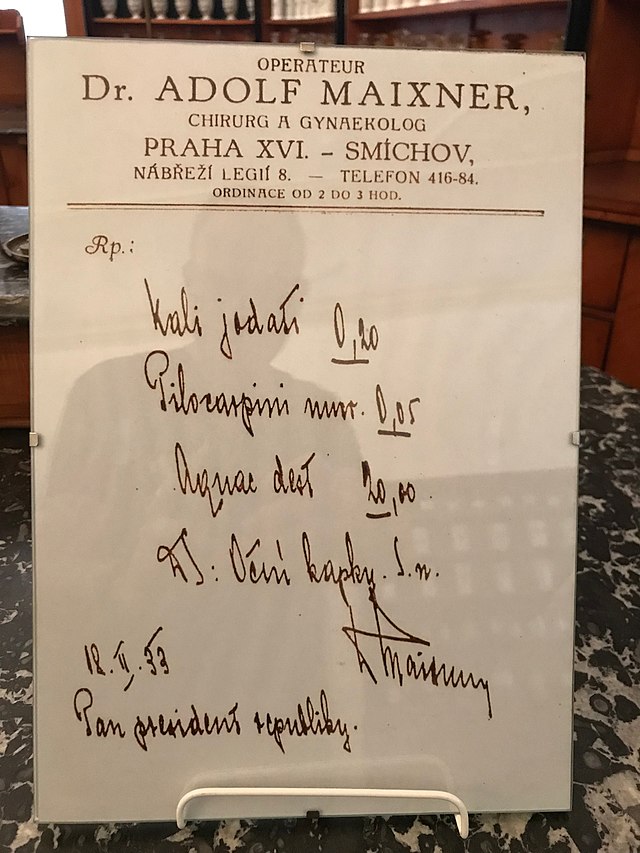 OPERATEUR
Dr. ADOLF MAIXNER,
CHIRURG A GYNAEKOLOG
PRAHA XVI. – SMÍCHOV,
NÁBŘEŽÍ LEGIÍ 8. — TELEFON 416-84.
ORDINACE OD 2 DO 3 HOD.
Rp.:
Kali jodati 0,20
Pilocarpini mur. 0,05
Aquae dest 20,00
DS: Oční kapky. S.n.
Maixner
18. II. 33
Pan president republiky.